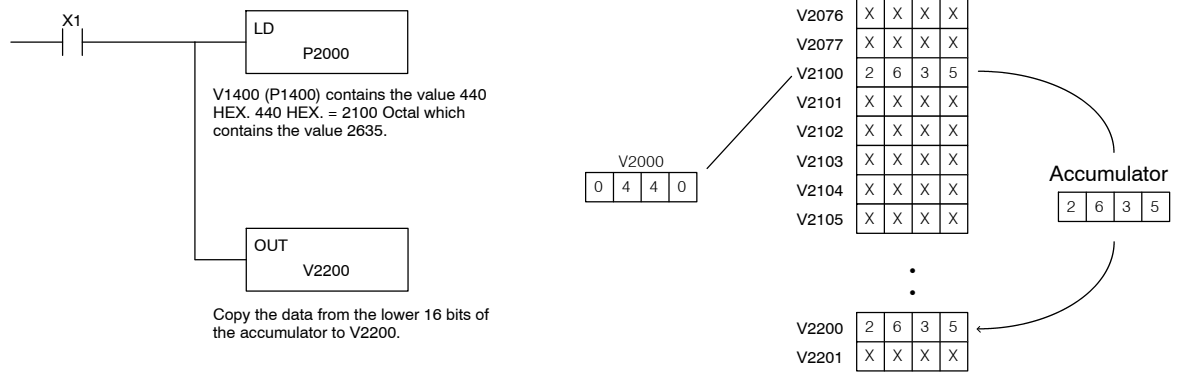 X1
LD
P2000
V1400 (P1400) contains the value 440
HEX. 440 HEX. = 2100 Octal which
contains the value 2635.
OUT
V2200
Copy the data from the lower 16 bits of
the accumulator to V2200.
V2000
0 4 4 0
V2076 X X X X
V2077 X X X X
V2100 2 6 3 5
V2101 X X X X
V2102 X X X X
V2103 X X X X
V2104 X X X X
V2105 X X X X
V2200 2 6 3 5
V2201 X X X X
Accumulator
2 6 3 5